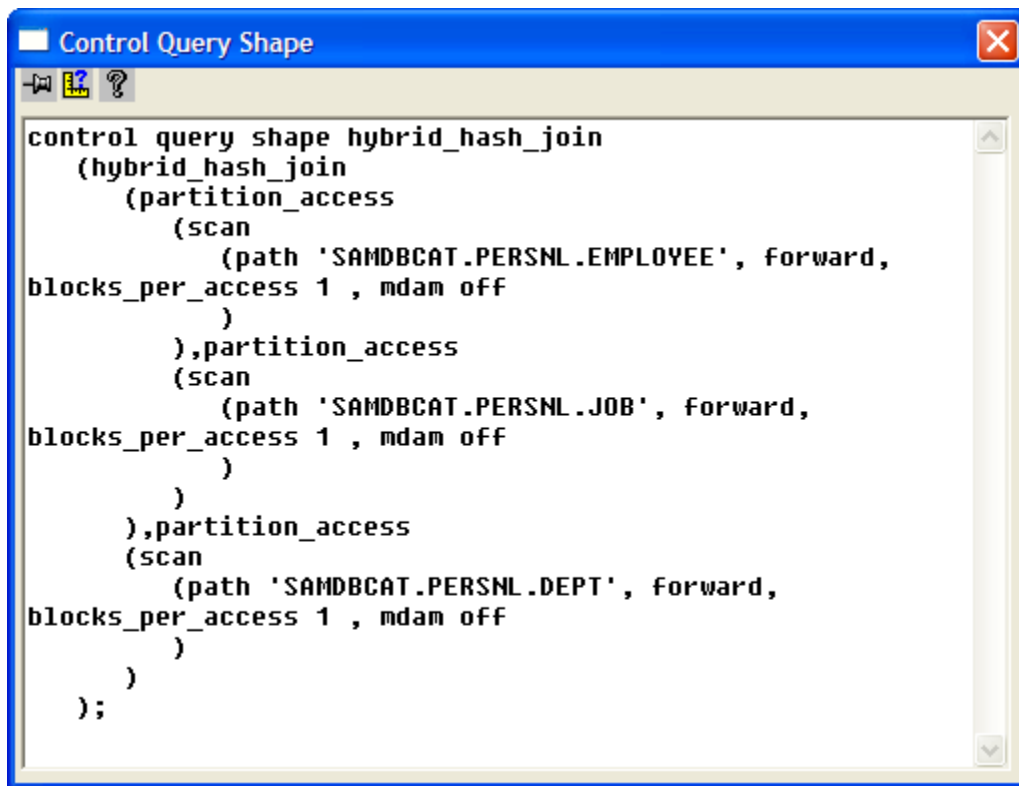 Control Query Shape
control query shape hybrid_hash_join
(hybrid_hash_join
(partition_access
(scan
(path 'SAMDBCAT.PERSNL.EMPLOYEE', forward,
blocks_per_access 1 , mdam off
)
),partition_access
(scan
(path 'SAMDBCAT.PERSNL.JOB', forward,
blocks_per_access 1 , mdam off
)
)
),partition_access
(scan
(path 'SAMDBCAT.PERSNL.DEPT', forward,
blocks_per_access 1 , mdam off
)
)
);